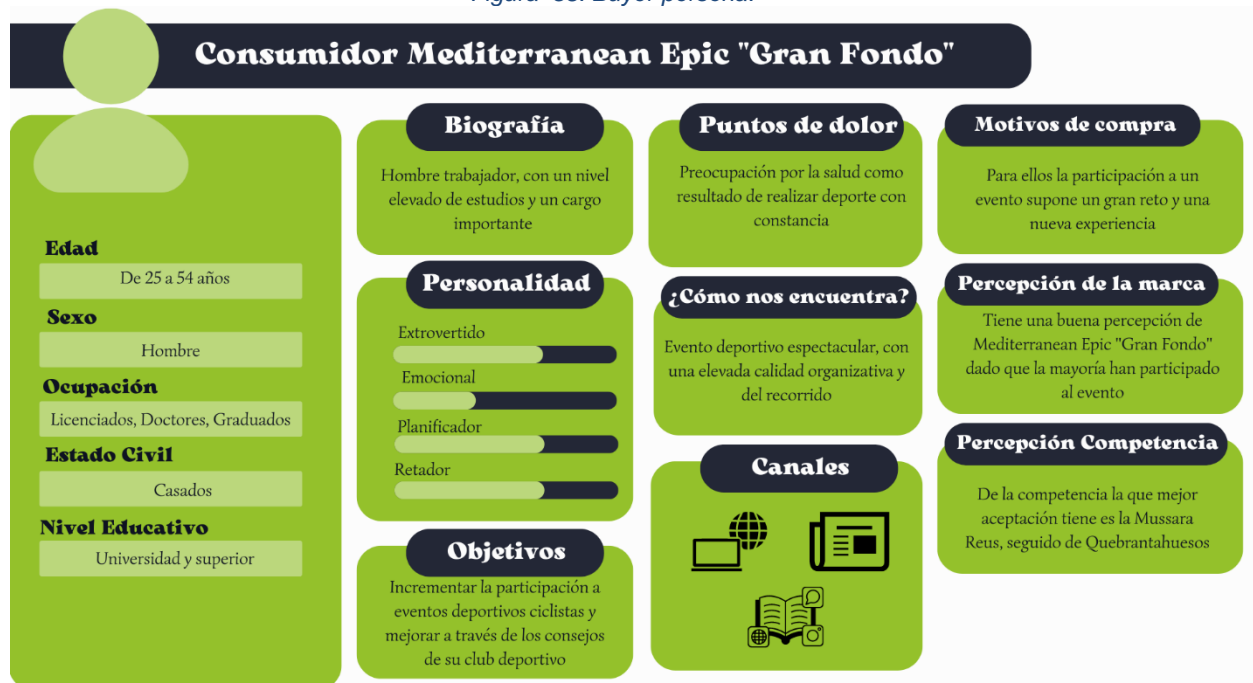 Consumidor Mediterranean Epic "Gran Fondo"
Edad
De 25 a 54 años
Sexo
Hombre
Ocupación
Licenciados, Doctores, Graduados
Estado Civil
Casados
Nivel Educativo
Universidad y superior
Biografía
Hombre trabajador, con un nivel
elevado de estudios y un cargo
importante
Personalidad
Extrovertido
Emocional
Planificador
Retador
Objetivos
Incrementar la participación a
eventos deportivos ciclistas y
mejorar a través de los consejos
de su club deportivo
Puntos de dolor
Preocupación por la salud como
resultado de realizar deporte con
constancia
¿Cómo nos encuentra?
Evento deportivo espectacular, con
una elevada calidad organizativa y
del recorrido
Canales
Motivos de compra
Para ellos la participación a un
evento supone un gran reto y una
nueva experiencia
Percepción de la marca
Tiene una buena percepción de
Mediterranean Epic "Gran Fondo"
dado que la mayoría han participado
al evento
Percepción Competencia
De la competencia la que mejor
aceptación tiene es la Mussara
Reus, seguido de Quebrantahuesos